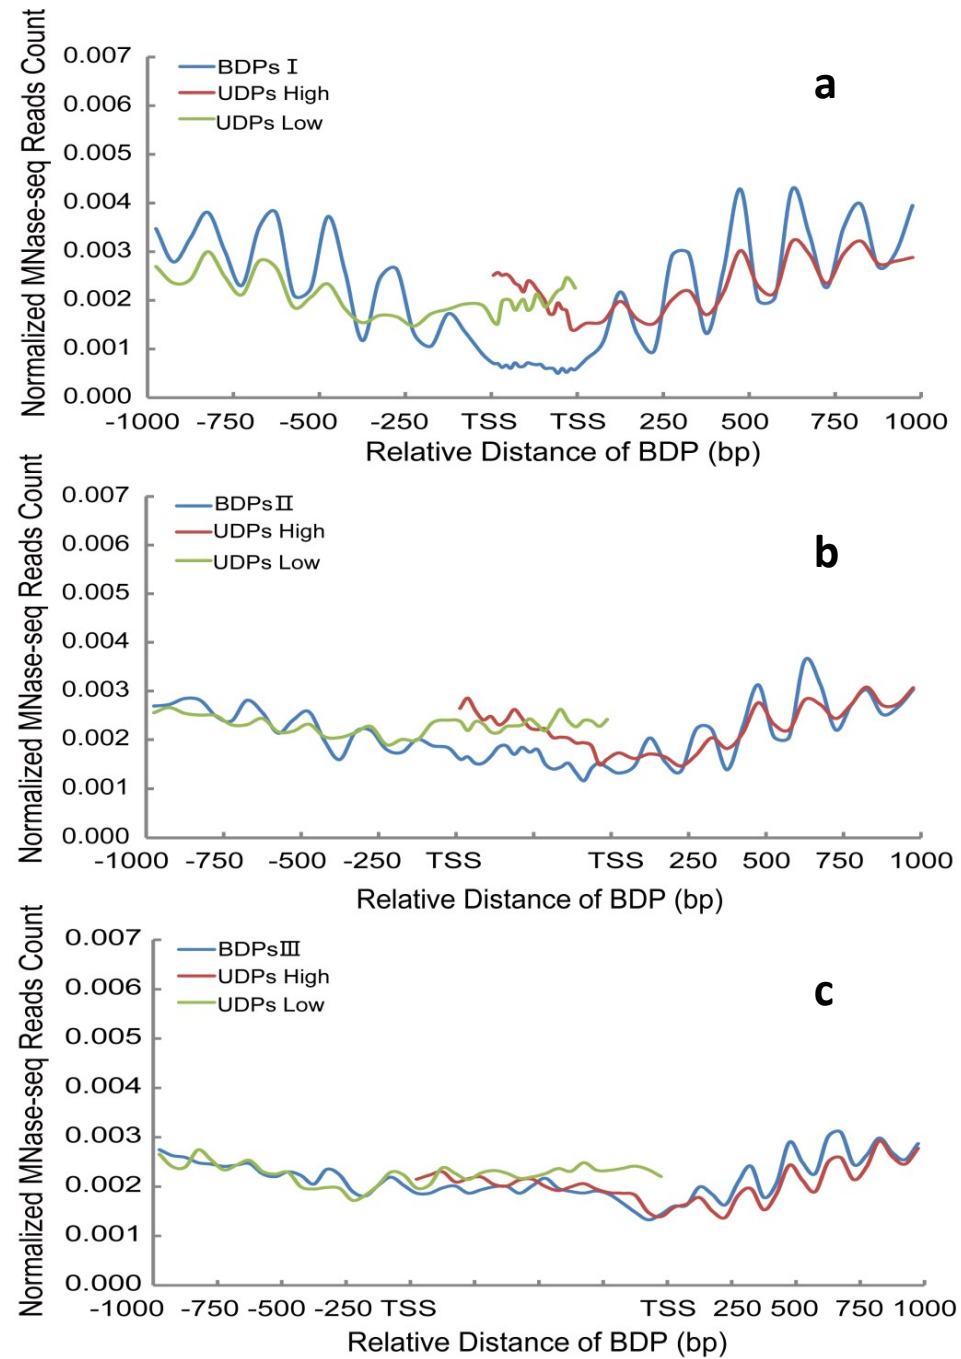 Normalized MNase-seq Reads Count
0.007
0.006
0.005
0.004
0.003
0.002
0.001
0.000
BDPs Ⅰ
UDPs High
UDPs Low
a
-1000 -750 -500 -250 TSS TSS 250 500 750 1000
Relative Distance of BDP (bp)
Normalized MNase-seq Reads Count
0.007
0.006
0.005
0.004
0.003
0.002
0.001
0.000
BDPsⅡ
UDPs High
UDPs Low
b
-1000 -750 -500 -250 TSS TSS 250 500 750 1000
Relative Distance of BDP (bp)
Normalized MNase-seq Reads Count
0.007
0.006
0.005
0.004
0.003
0.002
0.001
0.000
BDPsⅢ
UDPs High
UDPs Low
c
-1000 -750 -500 -250 TSS TSS 250 500 750 1000
Relative Distance of BDP (bp)